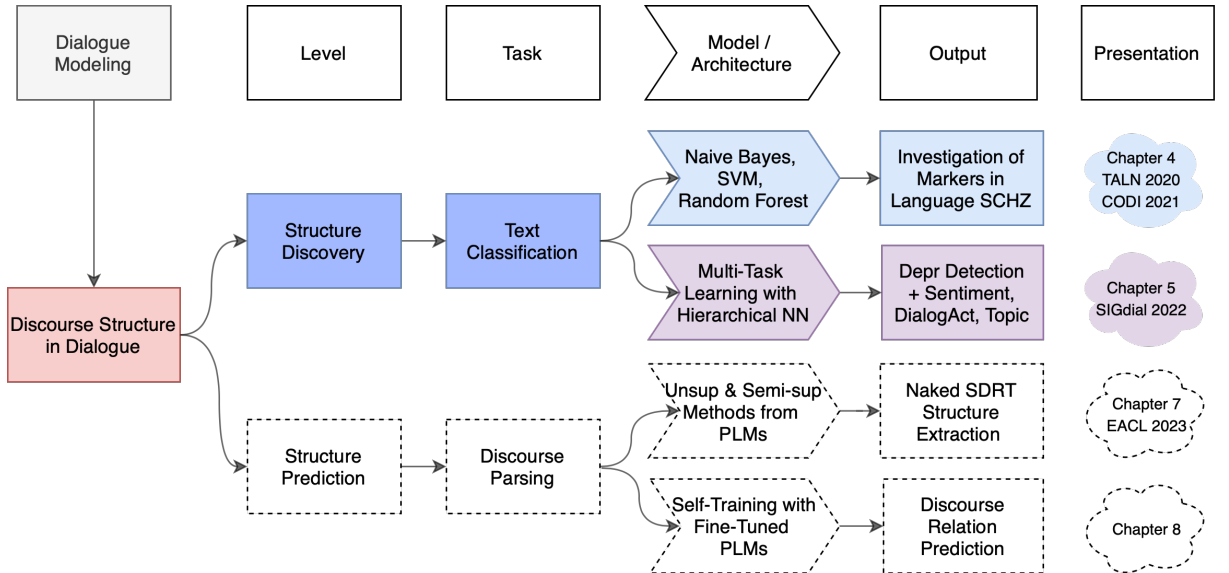 Dialogue
Modeling
Level
Task
Model /
Architecture
Output
Presentation
Discourse Structure
in Dialogue
Structure
Discovery
Text
Classification
Naive Bayes,
SVM,
Random Forest
Investigation of
Markers in
Language SCHZ
Chapter 4
TALN 2020
CODI 2021
Multi-Task
Learning with
Hierarchical NN
Depr Detection
+ Sentiment,
DialogAct, Topic
Chapter 5
SIGdial 2022
Structure
Prediction
Discourse
Parsing
Unsup & Semi-sup
Methods from
PLMs
Naked SDRT
Structure
Extraction
Chapter 7
EACL 2023
Self-Training with
Fine-Tuned
PLMs
Discourse
Relation
Prediction
Chapter 8